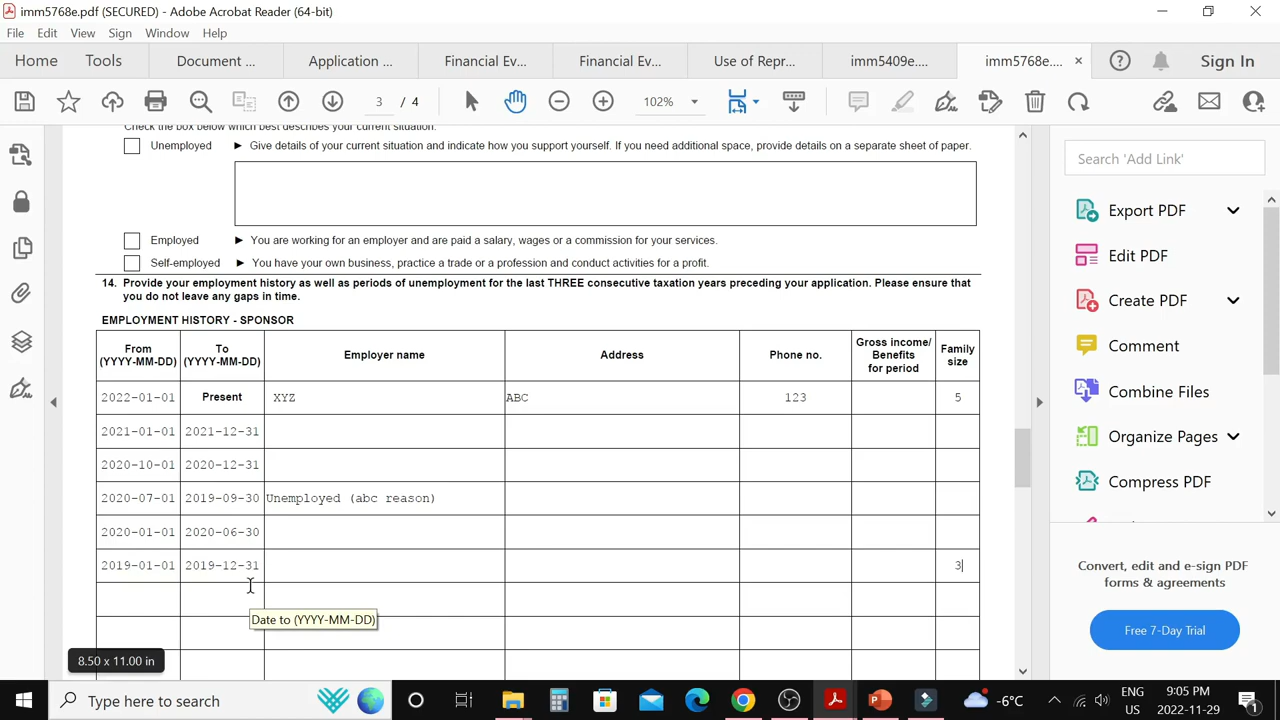 imm5768e.pdf (SECURED) - Adobe Acrobat Reader (64-bit)
File Edit View Sign Window Help
Home Tools Document ... Application ... Financial Ev... Financial Ev... Use of Repr... imm5409e.... imm5768e.... × Sign In
3 / 4 102%
Check the box below which best describes your current situation.
Unemployed ► Give details of your current situation and indicate how you support yourself. If you need additional space, provide details on a separate sheet of paper.
Employed ► You are working for an employer and are paid a salary, wages or a commission for your services.
Self-employed ► You have your own business, practice a trade or a profession and conduct activities for a profit.
14. Provide your employment history as well as periods of unemployment for the last THREE consecutive taxation years preceding your application. Please ensure that
you do not leave any gaps in time.
EMPLOYMENT HISTORY - SPONSOR
From (YYYY-MM-DD) To (YYYY-MM-DD) Employer name Address Phone no. Gross income/ Benefits for period Family size
2022-01-01 Present XYZ ABC 123 5
2021-01-01 2021-12-31
2020-10-01 2020-12-31
2020-07-01 2019-09-30 Unemployed (abc reason)
2020-01-01 2020-06-30
2019-01-01 2019-12-31 3
Date to (YYYY-MM-DD)
8.50 x 11.00 in
Search 'Add Link'
Export PDF
Edit PDF
Create PDF
Comment
Combine Files
Organize Pages
Compress PDF
Convert, edit and e-sign PDF
forms & agreements
Free 7-Day Trial
Type here to search
-6°C
ENG
US
9:05 PM
2022-11-29
1